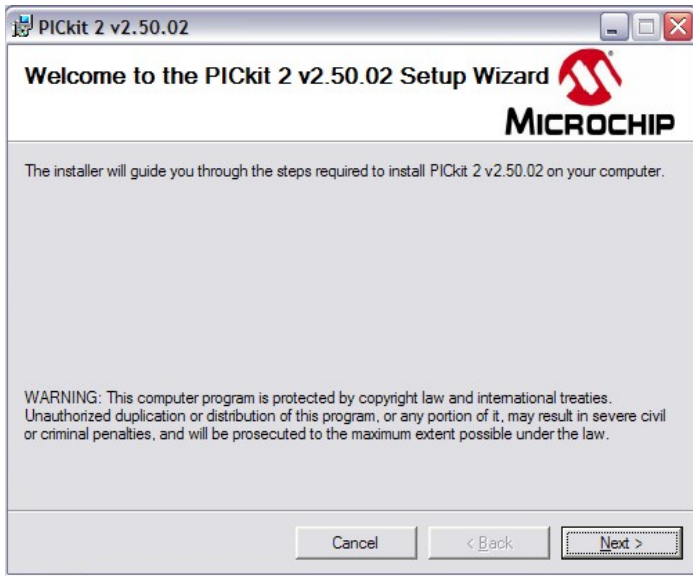 PICkit 2 v2.50.02
Welcome to the PICkit 2 v2.50.02 Setup Wizard
MICROCHIP
The installer will guide you through the steps required to install PICkit 2 v2.50.02 on your computer.
WARNING: This computer program is protected by copyright law and international treaties.
Unauthorized duplication or distribution of this program, or any portion of it, may result in severe civil
or criminal penalties, and will be prosecuted to the maximum extent possible under the law.
Cancel
< Back
Next >